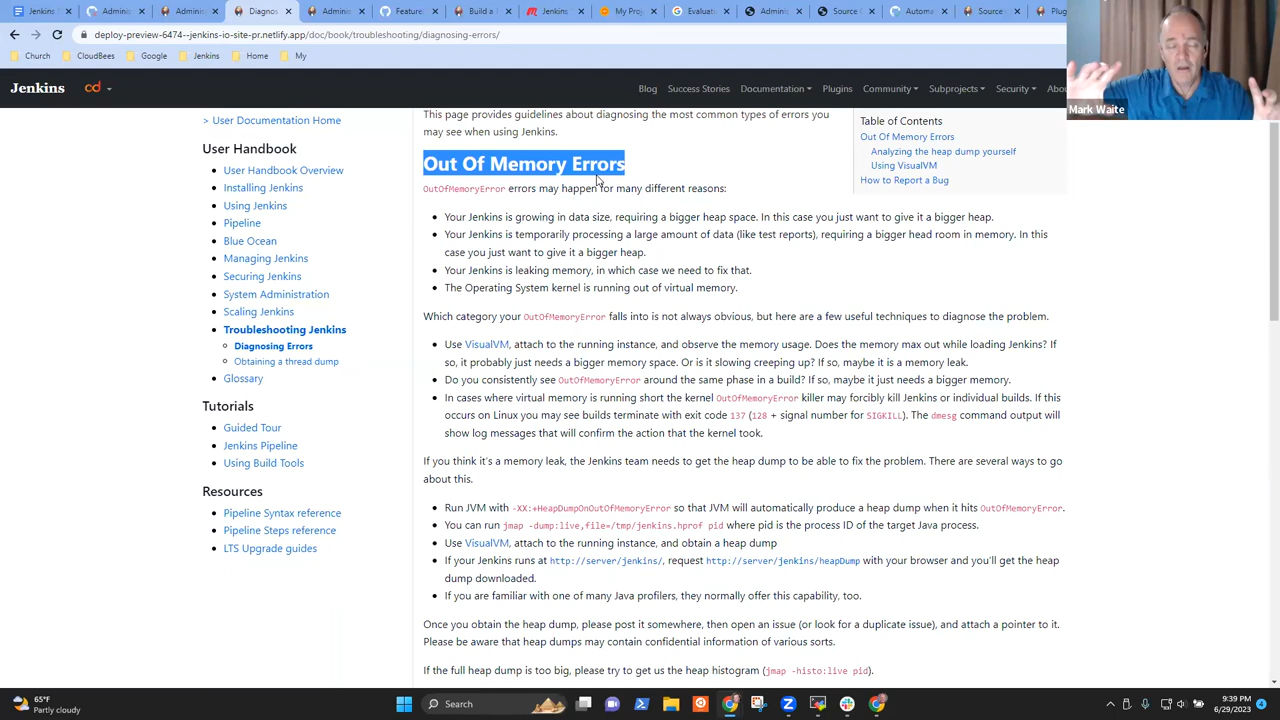 Jenkins
Admini
Admini
Diagnos
Admini
Feature
Build a
Jenkins
My Proj
Evaluat
Admini
Source
Autom
Source
Plug
deploy-preview-6474--jenkins-io-site-pr.netlify.app/doc/book/troubleshooting/diagnosing-errors/
Church
CloudBees
Google
Jenkins
Home
My
Mark Waite
Jenkins
cd
Blog
Success Stories
Documentation
Plugins
Community
Subprojects
Security
Abou
> User Documentation Home
User Handbook
User Handbook Overview
Installing Jenkins
Using Jenkins
Pipeline
Blue Ocean
Managing Jenkins
Securing Jenkins
System Administration
Scaling Jenkins
Troubleshooting Jenkins
Diagnosing Errors
Obtaining a thread dump
Glossary
Tutorials
Guided Tour
Jenkins Pipeline
Using Build Tools
Resources
Pipeline Syntax reference
Pipeline Steps reference
LTS Upgrade guides
This page provides guidelines about diagnosing the most common types of errors you
may see when using Jenkins.
Out Of Memory Errors
OutOfMemoryError errors may happen for many different reasons:
Your Jenkins is growing in data size, requiring a bigger heap space. In this case you just want to give it a bigger heap.
Your Jenkins is temporarily processing a large amount of data (like test reports), requiring a bigger head room in memory. In this
case you just want to give it a bigger heap.
Your Jenkins is leaking memory, in which case we need to fix that.
The Operating System kernel is running out of virtual memory.
Which category your OutOfMemoryError falls into is not always obvious, but here are a few useful techniques to diagnose the problem.
Use VisualVM, attach to the running instance, and observe the memory usage. Does the memory max out while loading Jenkins? If
so, it probably just needs a bigger memory space. Or is it slowing creeping up? If so, maybe it is a memory leak.
Do you consistently see OutOfMemoryError around the same phase in a build? If so, maybe it just needs a bigger memory.
In cases where virtual memory is running short the kernel OutOfMemoryError killer may forcibly kill Jenkins or individual builds. If this
occurs on Linux you may see builds terminate with exit code 137 (128 + signal number for SIGKILL). The dmesg command output will
show log messages that will confirm the action that the kernel took.
If you think it's a memory leak, the Jenkins team needs to get the heap dump to be able to fix the problem. There are several ways to go
about this.
Run JVM with -XX:+HeapDumpOnOutOfMemoryError so that JVM will automatically produce a heap dump when it hits OutOfMemoryError.
You can run jmap -dump:live,file=/tmp/jenkins.hprof pid where pid is the process ID of the target Java process.
Use VisualVM, attach to the running instance, and obtain a heap dump
If your Jenkins runs at http://server/jenkins/, request http://server/jenkins/heapDump with your browser and you'll get the heap
dump downloaded.
If you are familiar with one of many Java profilers, they normally offer this capability, too.
Once you obtain the heap dump, please post it somewhere, then open an issue (or look for a duplicate issue), and attach a pointer to it.
Please be aware that heap dumps may contain confidential information of various sorts.
If the full heap dump is too big, please try to get us the heap histogram (jmap -histo:live pid).
Table of Contents
Out Of Memory Errors
Analyzing the heap dump yourself
Using VisualVM
How to Report a Bug
65°F
Partly cloudy
Search
9:39 PM
6/29/2023